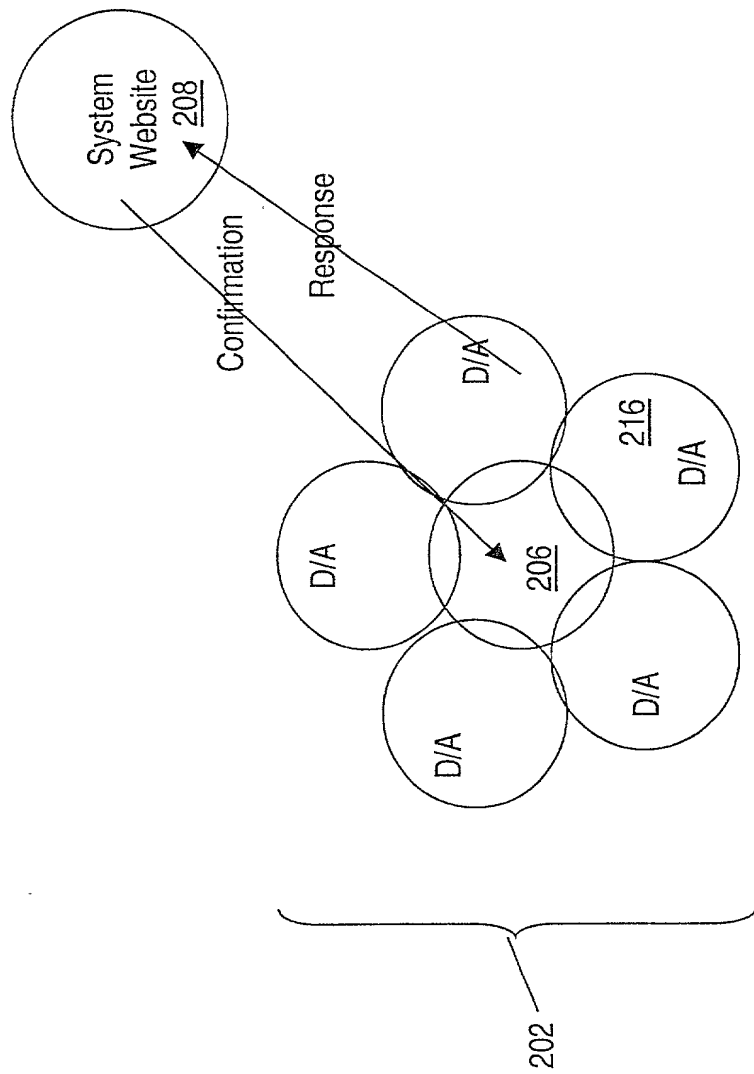 System
Website
208
Confirmation
Response
D/A
D/A
D/A
D/A
216
D/A
206
202